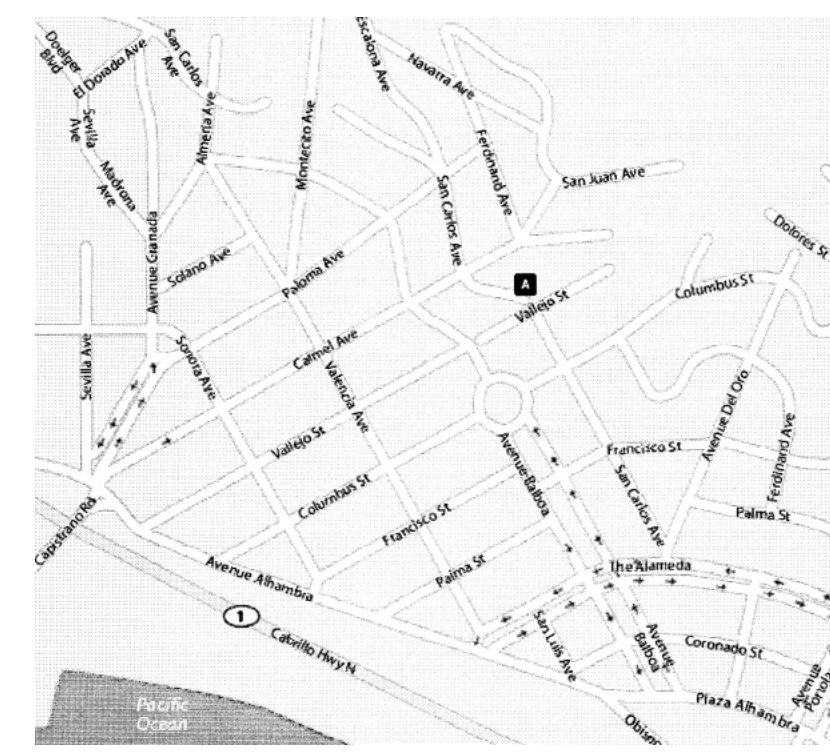 Doelger
Blvd
El Dorado Ave
San Carlos
Ave
Escalona Ave
Navarra Ave
Sevilla
Ave
Madrona
Ave
Almeria Ave
Montecito Ave
Ferdinand Ave
San Juan Ave
San Carlos Ave
Dolores St
Avenue Granada
Solano Ave
Paloma Ave
A
Vallejo St
Columbus St
Sevilla Ave
Sonora Ave
Carmel Ave
Valencia Ave
Vallejo St
Avenue Del Oro
Ferdinand Ave
Columbus St
Avenue Balboa
Francisco St
San Carlos Ave
Capistrano Rd
Francisco St
Palma St
Avenue Alhambra
Palma St
The Alameda
1
Cabrillo Hwy N
San Luis Ave
Avenue
Balboa
Coronado St
Avenue
Portola
Plaza Alhambra
Pacific
Ocean
Obispo